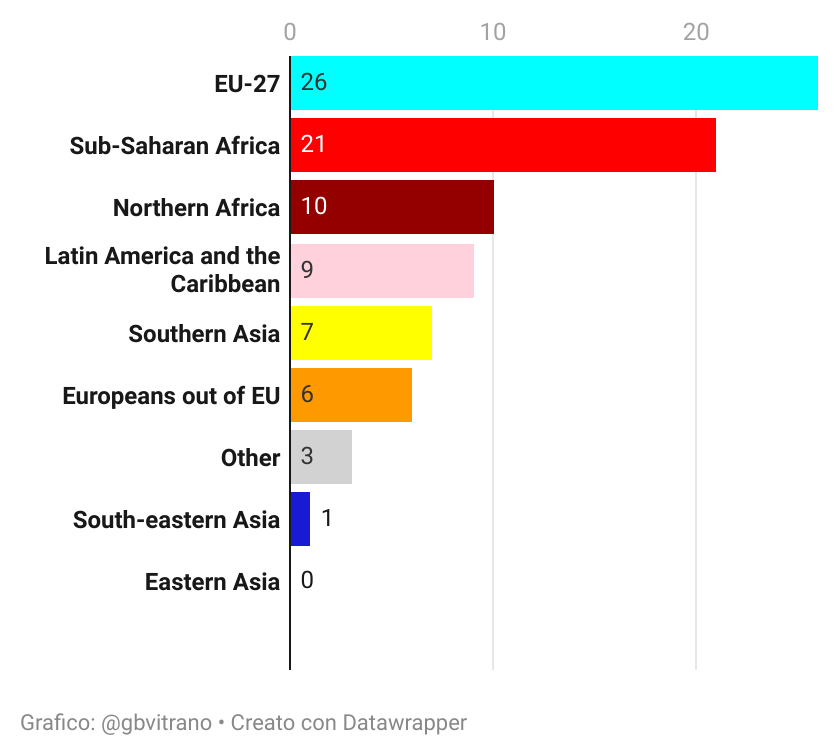 0 10 20
EU-27 26
Sub-Saharan Africa 21
Northern Africa 10
Latin America and the
Caribbean 9
Southern Asia 7
Europeans out of EU 6
Other 3
South-eastern Asia 1
Eastern Asia 0
Grafico: @gbvitrano • Creato con Datawrapper